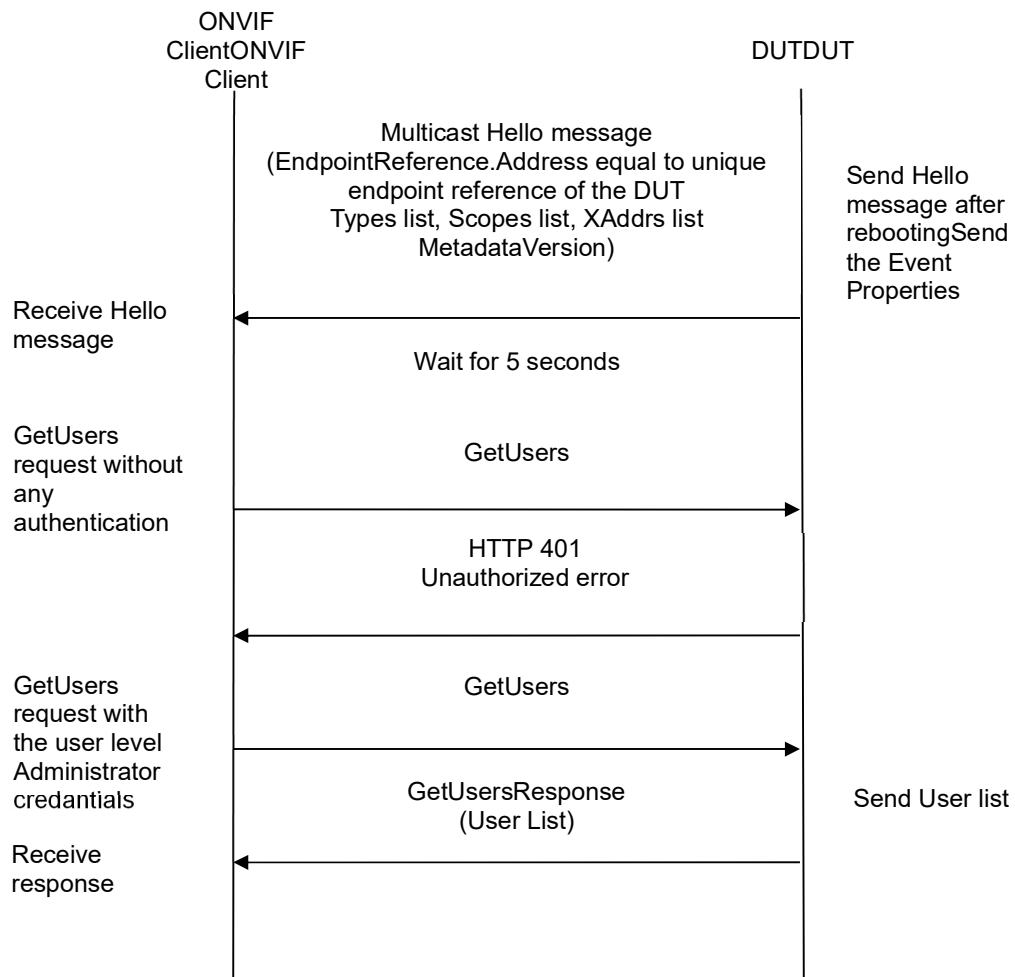 ONVIF
ClientONVIF
Client
DUTDUT
Multicast Hello message
(EndpointReference.Address equal to unique
endpoint reference of the DUT
Types list, Scopes list, XAddrs list
MetadataVersion)
Send Hello
message after
rebootingSend
the Event
Properties
Receive Hello
message
Wait for 5 seconds
GetUsers
request without
any
authentication
GetUsers
HTTP 401
Unauthorized error
GetUsers
request with
the user level
Administrator
credantials
GetUsers
GetUsersResponse
(User List)
Send User list
Receive
response